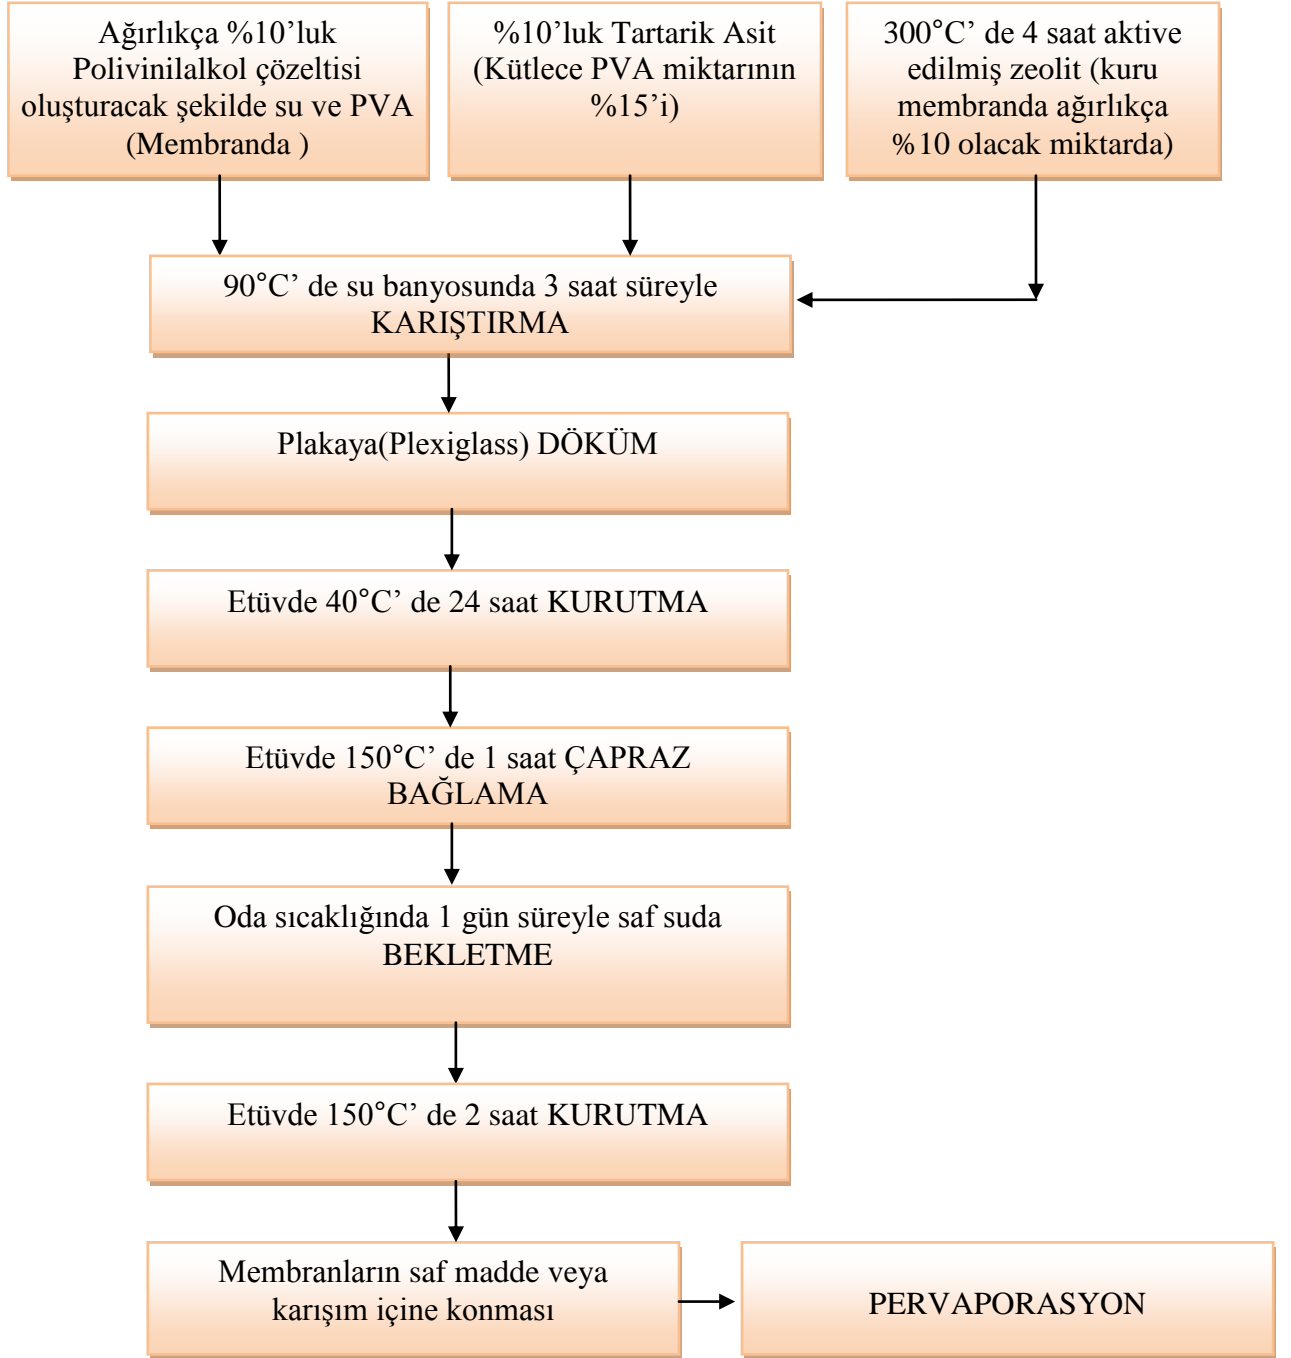 Ağırlıkça %10’luk
Polivinilalkol çözeltisi
oluşturacak şekilde su ve PVA
(Membranda )
%10’luk Tartarik Asit
(Kütlece PVA miktarının
%15’i)
300°C’ de 4 saat aktive
edilmiş zeolit (kuru
membranda ağırlıkça
%10 olacak miktarda)
90°C’ de su banyosunda 3 saat süreyle
KARIŞTIRMA
Plakaya(Plexiglass) DÖKÜM
Etüvde 40°C’ de 24 saat KURUTMA
Etüvde 150°C’ de 1 saat ÇAPRAZ
BAĞLAMA
Oda sıcaklığında 1 gün süreyle saf suda
BEKLETME
Etüvde 150°C’ de 2 saat KURUTMA
Membranların saf madde veya
karışım içine konması
PERVAPORASYON